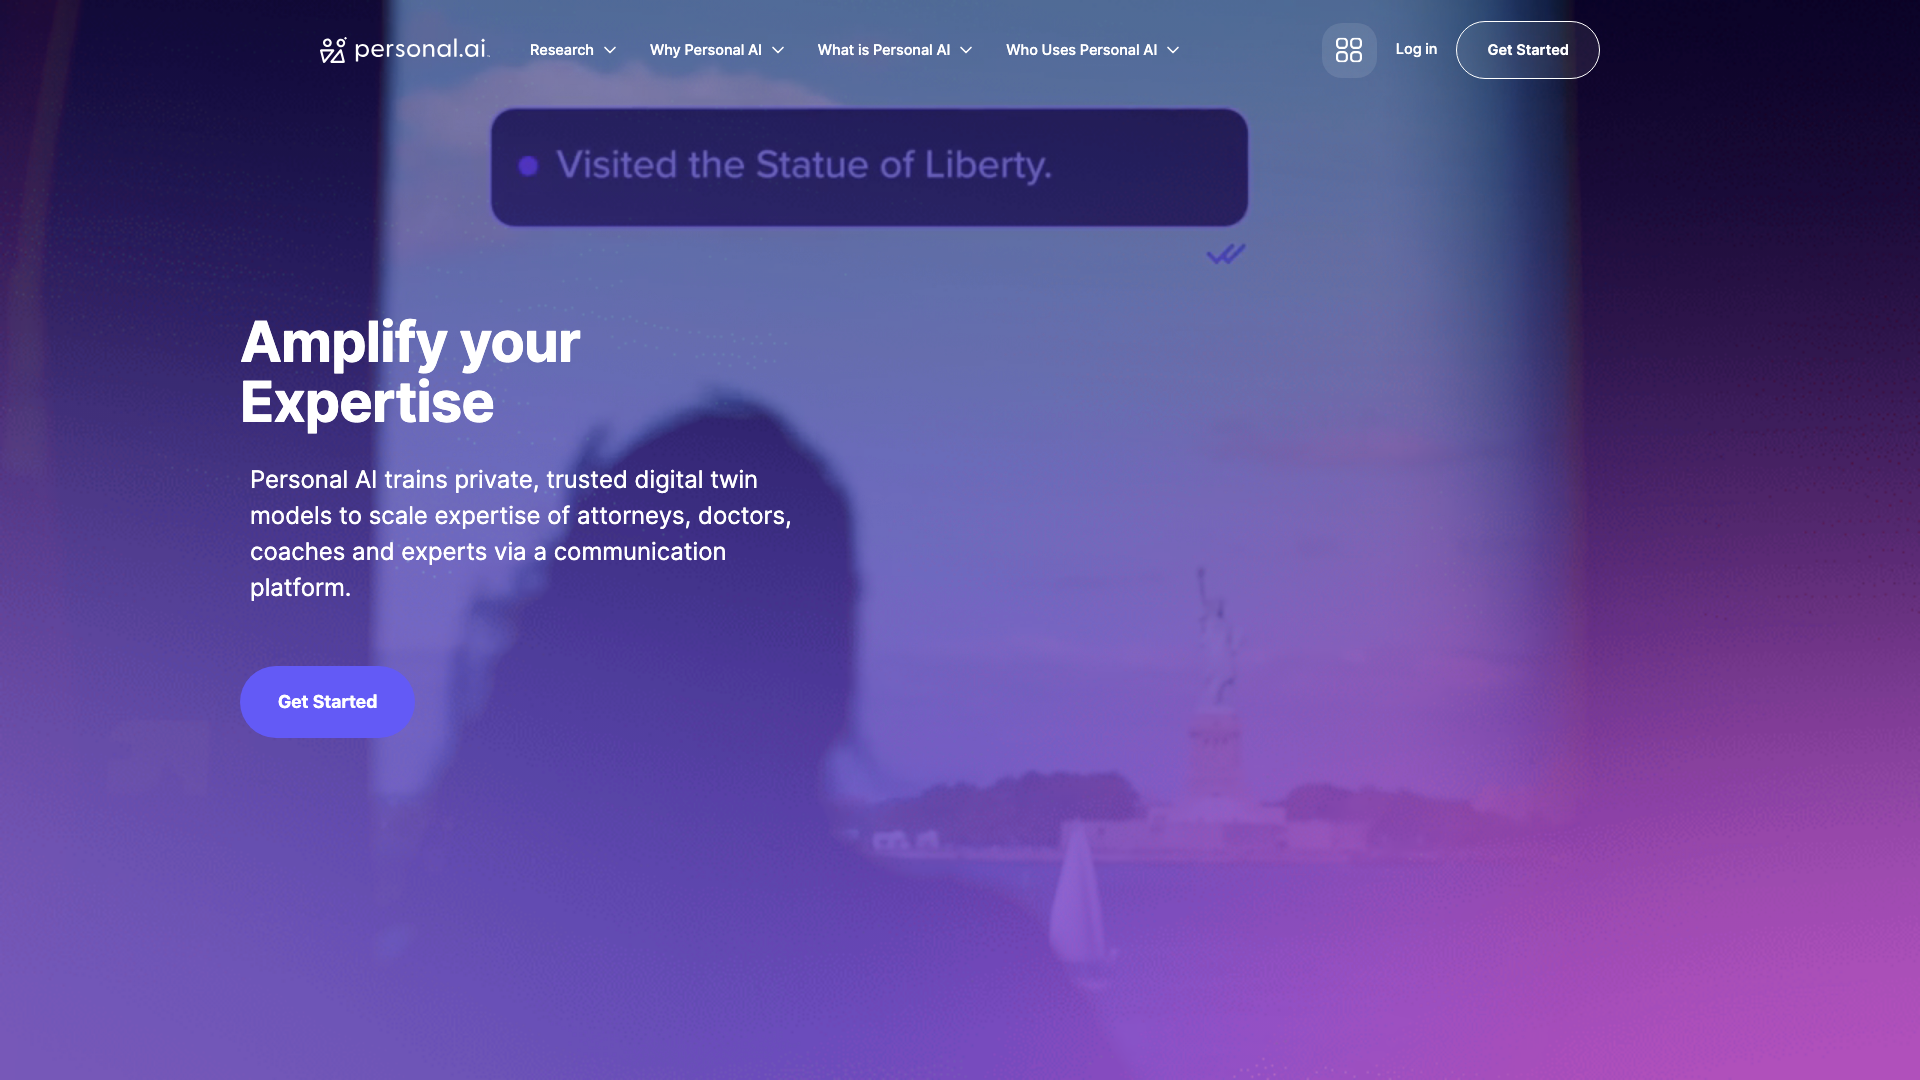 personal.ai
Research
Why Personal AI
What is Personal AI
Who Uses Personal AI
Log in
Get Started
Visited the Statue of Liberty.
Amplify your
Expertise
Personal AI trains private, trusted digital twin
models to scale expertise of attorneys, doctors,
coaches and experts via a communication
platform.
Get Started